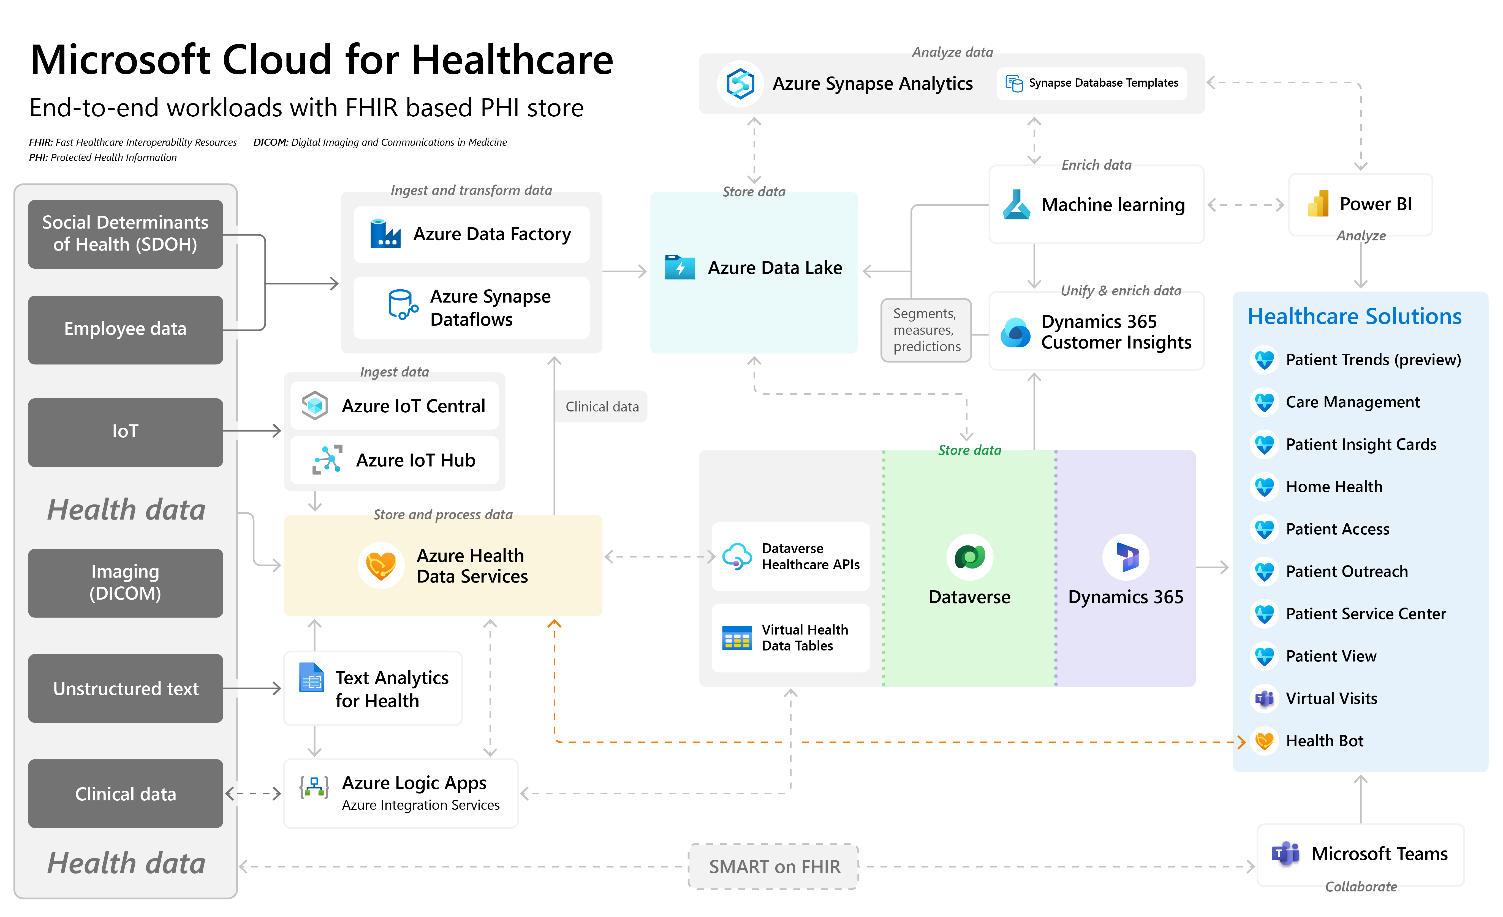 Microsoft Cloud for Healthcare
End-to-end workloads with FHIR based PHI store
FHIR: Fast Healthcare Interoperability Resources DICOM: Digital Imaging and Communications in Medicine
PHI: Protected Health Information
Social Determinants
of Health (SDOH)
Employee data
IoT
Health data
Imaging
(DICOM)
Unstructured text
Clinical data
Health data
Ingest and transform data
Azure Data Factory
Azure Synapse
Dataflows
Ingest data
Azure IoT Central
Azure IoT Hub
Clinical data
Store and process data
Azure Health
Data Services
Text Analytics
for Health
Azure Logic Apps
Azure Integration Services
Analyze data
Azure Synapse Analytics
Synapse Database Templates
Store data
Azure Data Lake
Enrich data
Machine learning
Power BI
Analyze
Segments,
measures,
predictions
Unify & enrich data
Dynamics 365
Customer Insights
Store data
Dataverse
Healthcare APIs
Virtual Health
Data Tables
Dataverse
Dynamics 365
Healthcare Solutions
Patient Trends (preview)
Care Management
Patient Insight Cards
Home Health
Patient Access
Patient Outreach
Patient Service Center
Patient View
Virtual Visits
Health Bot
SMART on FHIR
Microsoft Teams
Collaborate